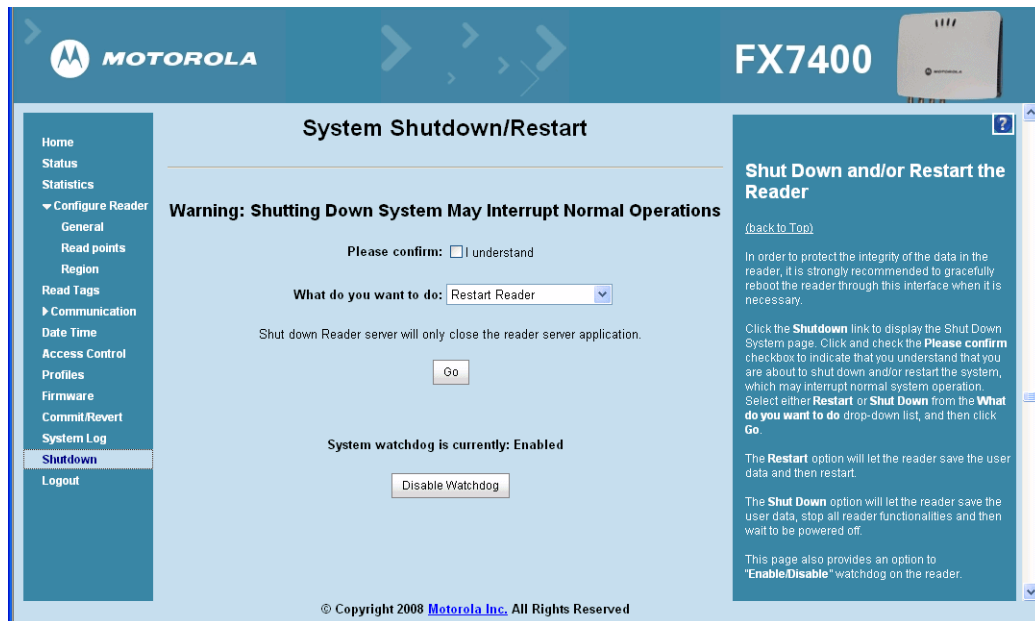 MOTOROLA
FX7400
MOTOROLA
Home
Status
Statistics
Configure Reader
General
Read points
Region
Read Tags
Communication
Date Time
Access Control
Profiles
Firmware
Commit/Revert
System Log
Shutdown
Logout
System Shutdown/Restart
Warning: Shutting Down System May Interrupt Normal Operations
Please confirm: I understand
What do you want to do: Restart Reader
Shut down Reader server will only close the reader server application.
Go
System watchdog is currently: Enabled
Disable Watchdog
?
Shut Down and/or Restart the
Reader
(back to Top)
In order to protect the integrity of the data in the
reader, it is strongly recommended to gracefully
reboot the reader through this interface when it is
necessary.
Click the Shutdown link to display the Shut Down
System page. Click and check the Please confirm
checkbox to indicate that you understand that you
are about to shut down and/or restart the system,
which may interrupt normal system operation.
Select either Restart or Shut Down from the What
do you want to do drop-down list, and then click
Go.
The Restart option will let the reader save the user
data and then restart.
The Shut Down option will let the reader save the
user data, stop all reader functionalities and then
wait to be powered off.
This page also provides an option to
"Enable/Disable" watchdog on the reader.
© Copyright 2008 Motorola Inc. All Rights Reserved